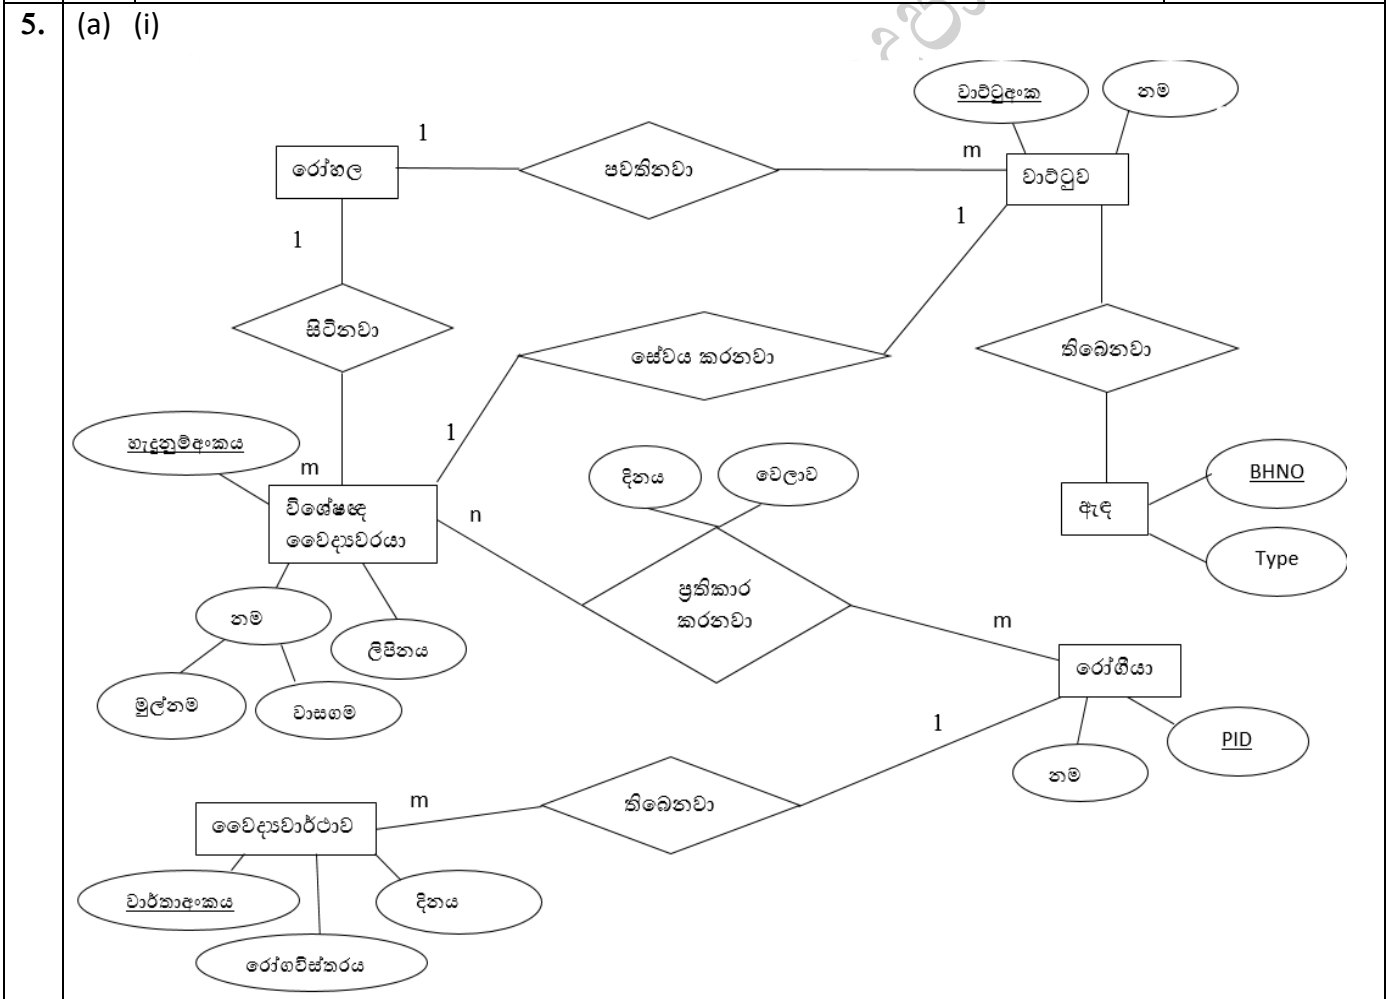 5. (a) (i)
වාට්ටුඅංක
නම
1
රෝහල
පවතිනවා
m
වාට්ටුව
1
1
සිටිනවා
සේවය කරනවා
තිබෙනවා
හැඳුනුම්අංකය
m
1
දිනය
වෙලාව
BHNO
විශේෂඥ
වෛද්‍යවරයා
n
ඇඳ
Type
ප්‍රතිකාර
කරනවා
නම
ලිපිනය
m
රෝගියා
මුල්නම
වාසගම
1
PID
නම
වෛද්‍යවාර්ථාව
m
තිබෙනවා
වාර්තාඅංකය
දිනය
රෝගවිස්තරය